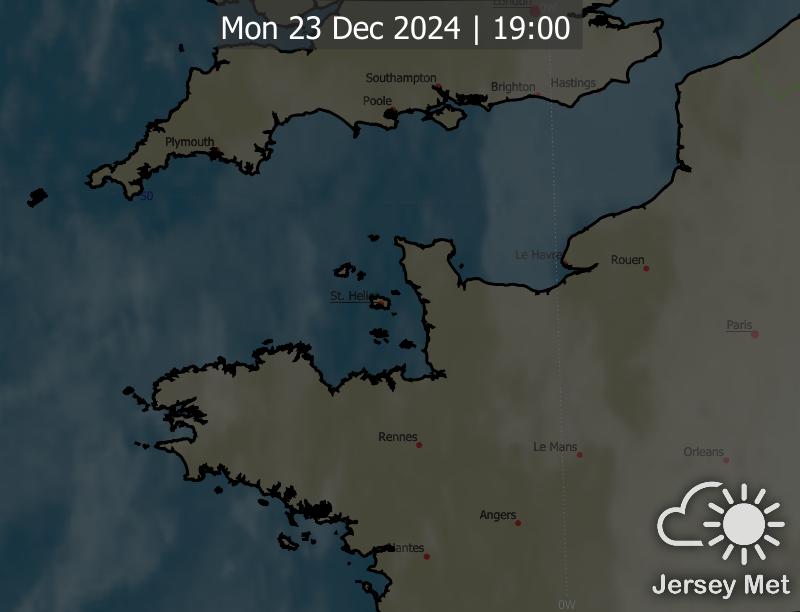 London
Mon 23 Dec 2024 | 19:00
Southampton
Brighton
Hastings
Poole
Plymouth
50
Le Havre
Rouen
St. Helier
Paris
Rennes
Le Mans
Orleans
Angers
Nantes
Jersey Met
0W